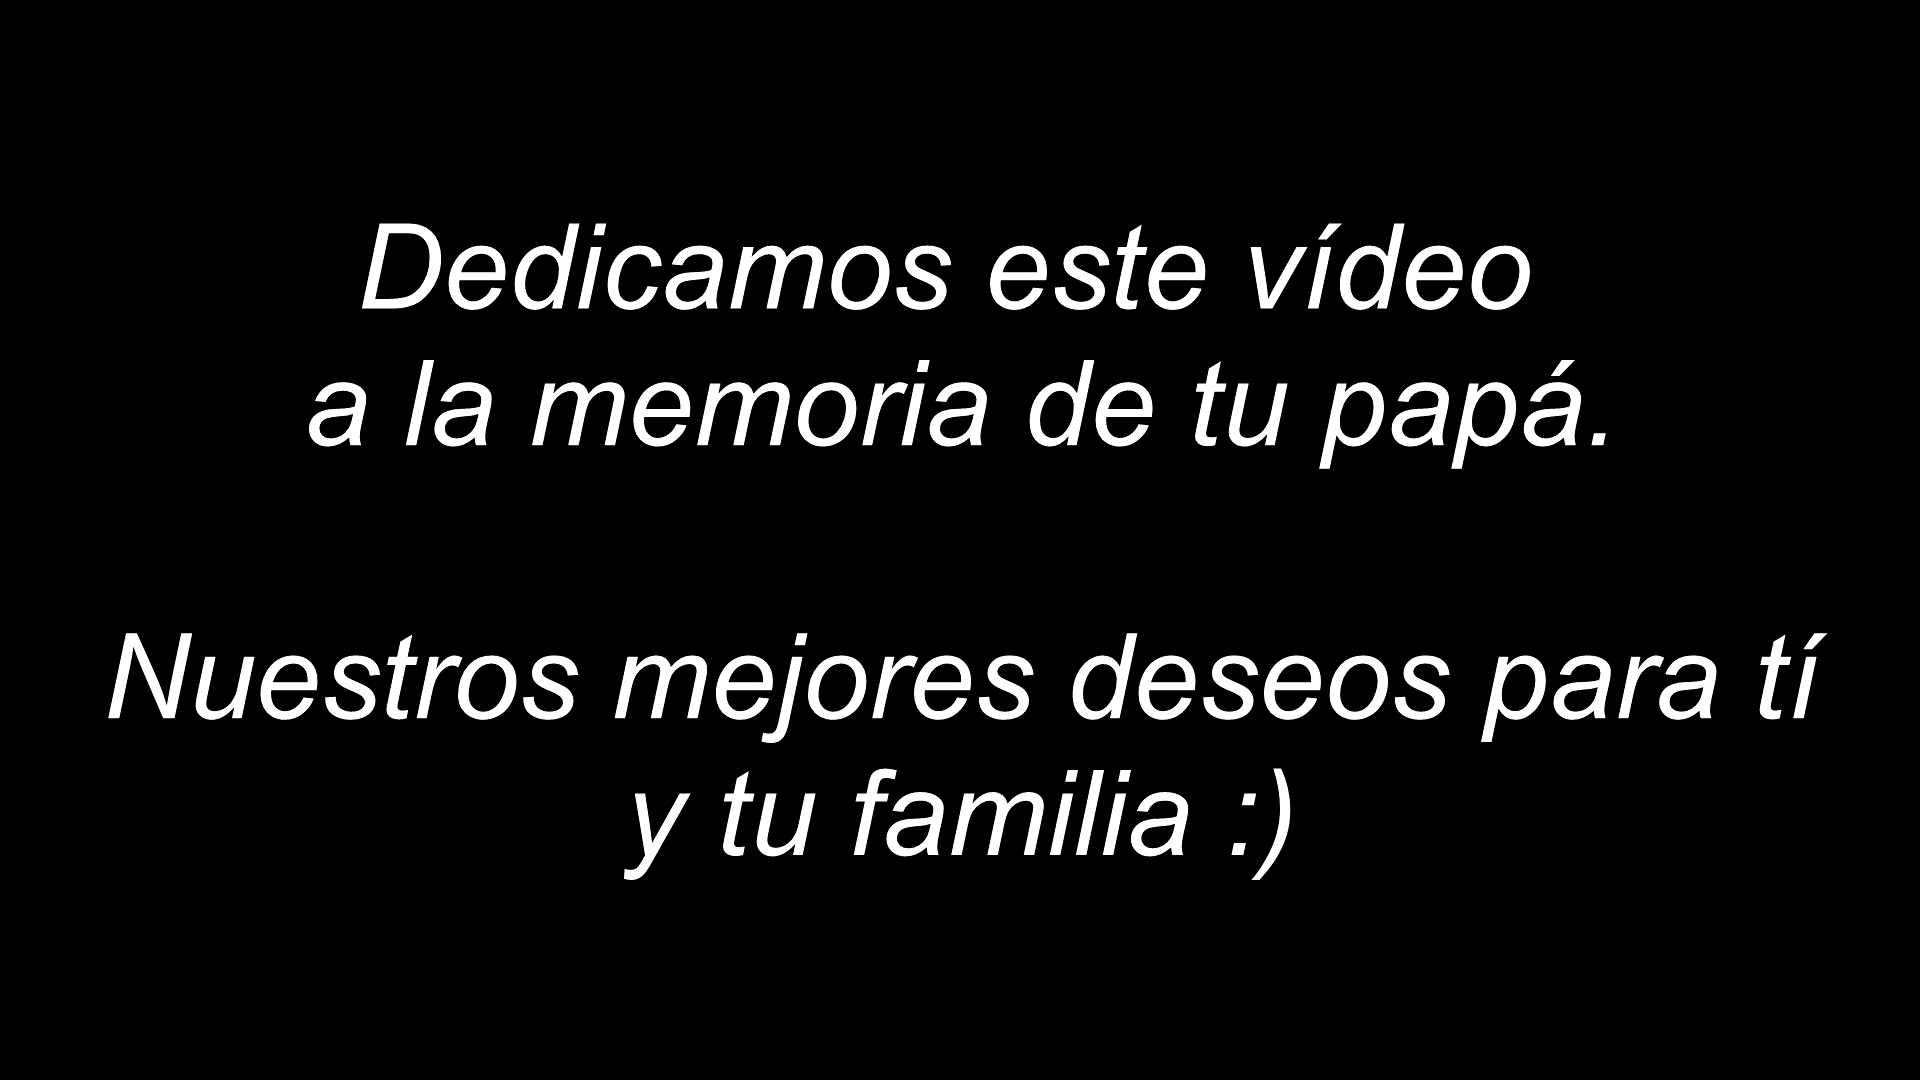 Dedicamos este vídeo
a la memoria de tu papá.
Nuestros mejores deseos para tí
y tu familia :)